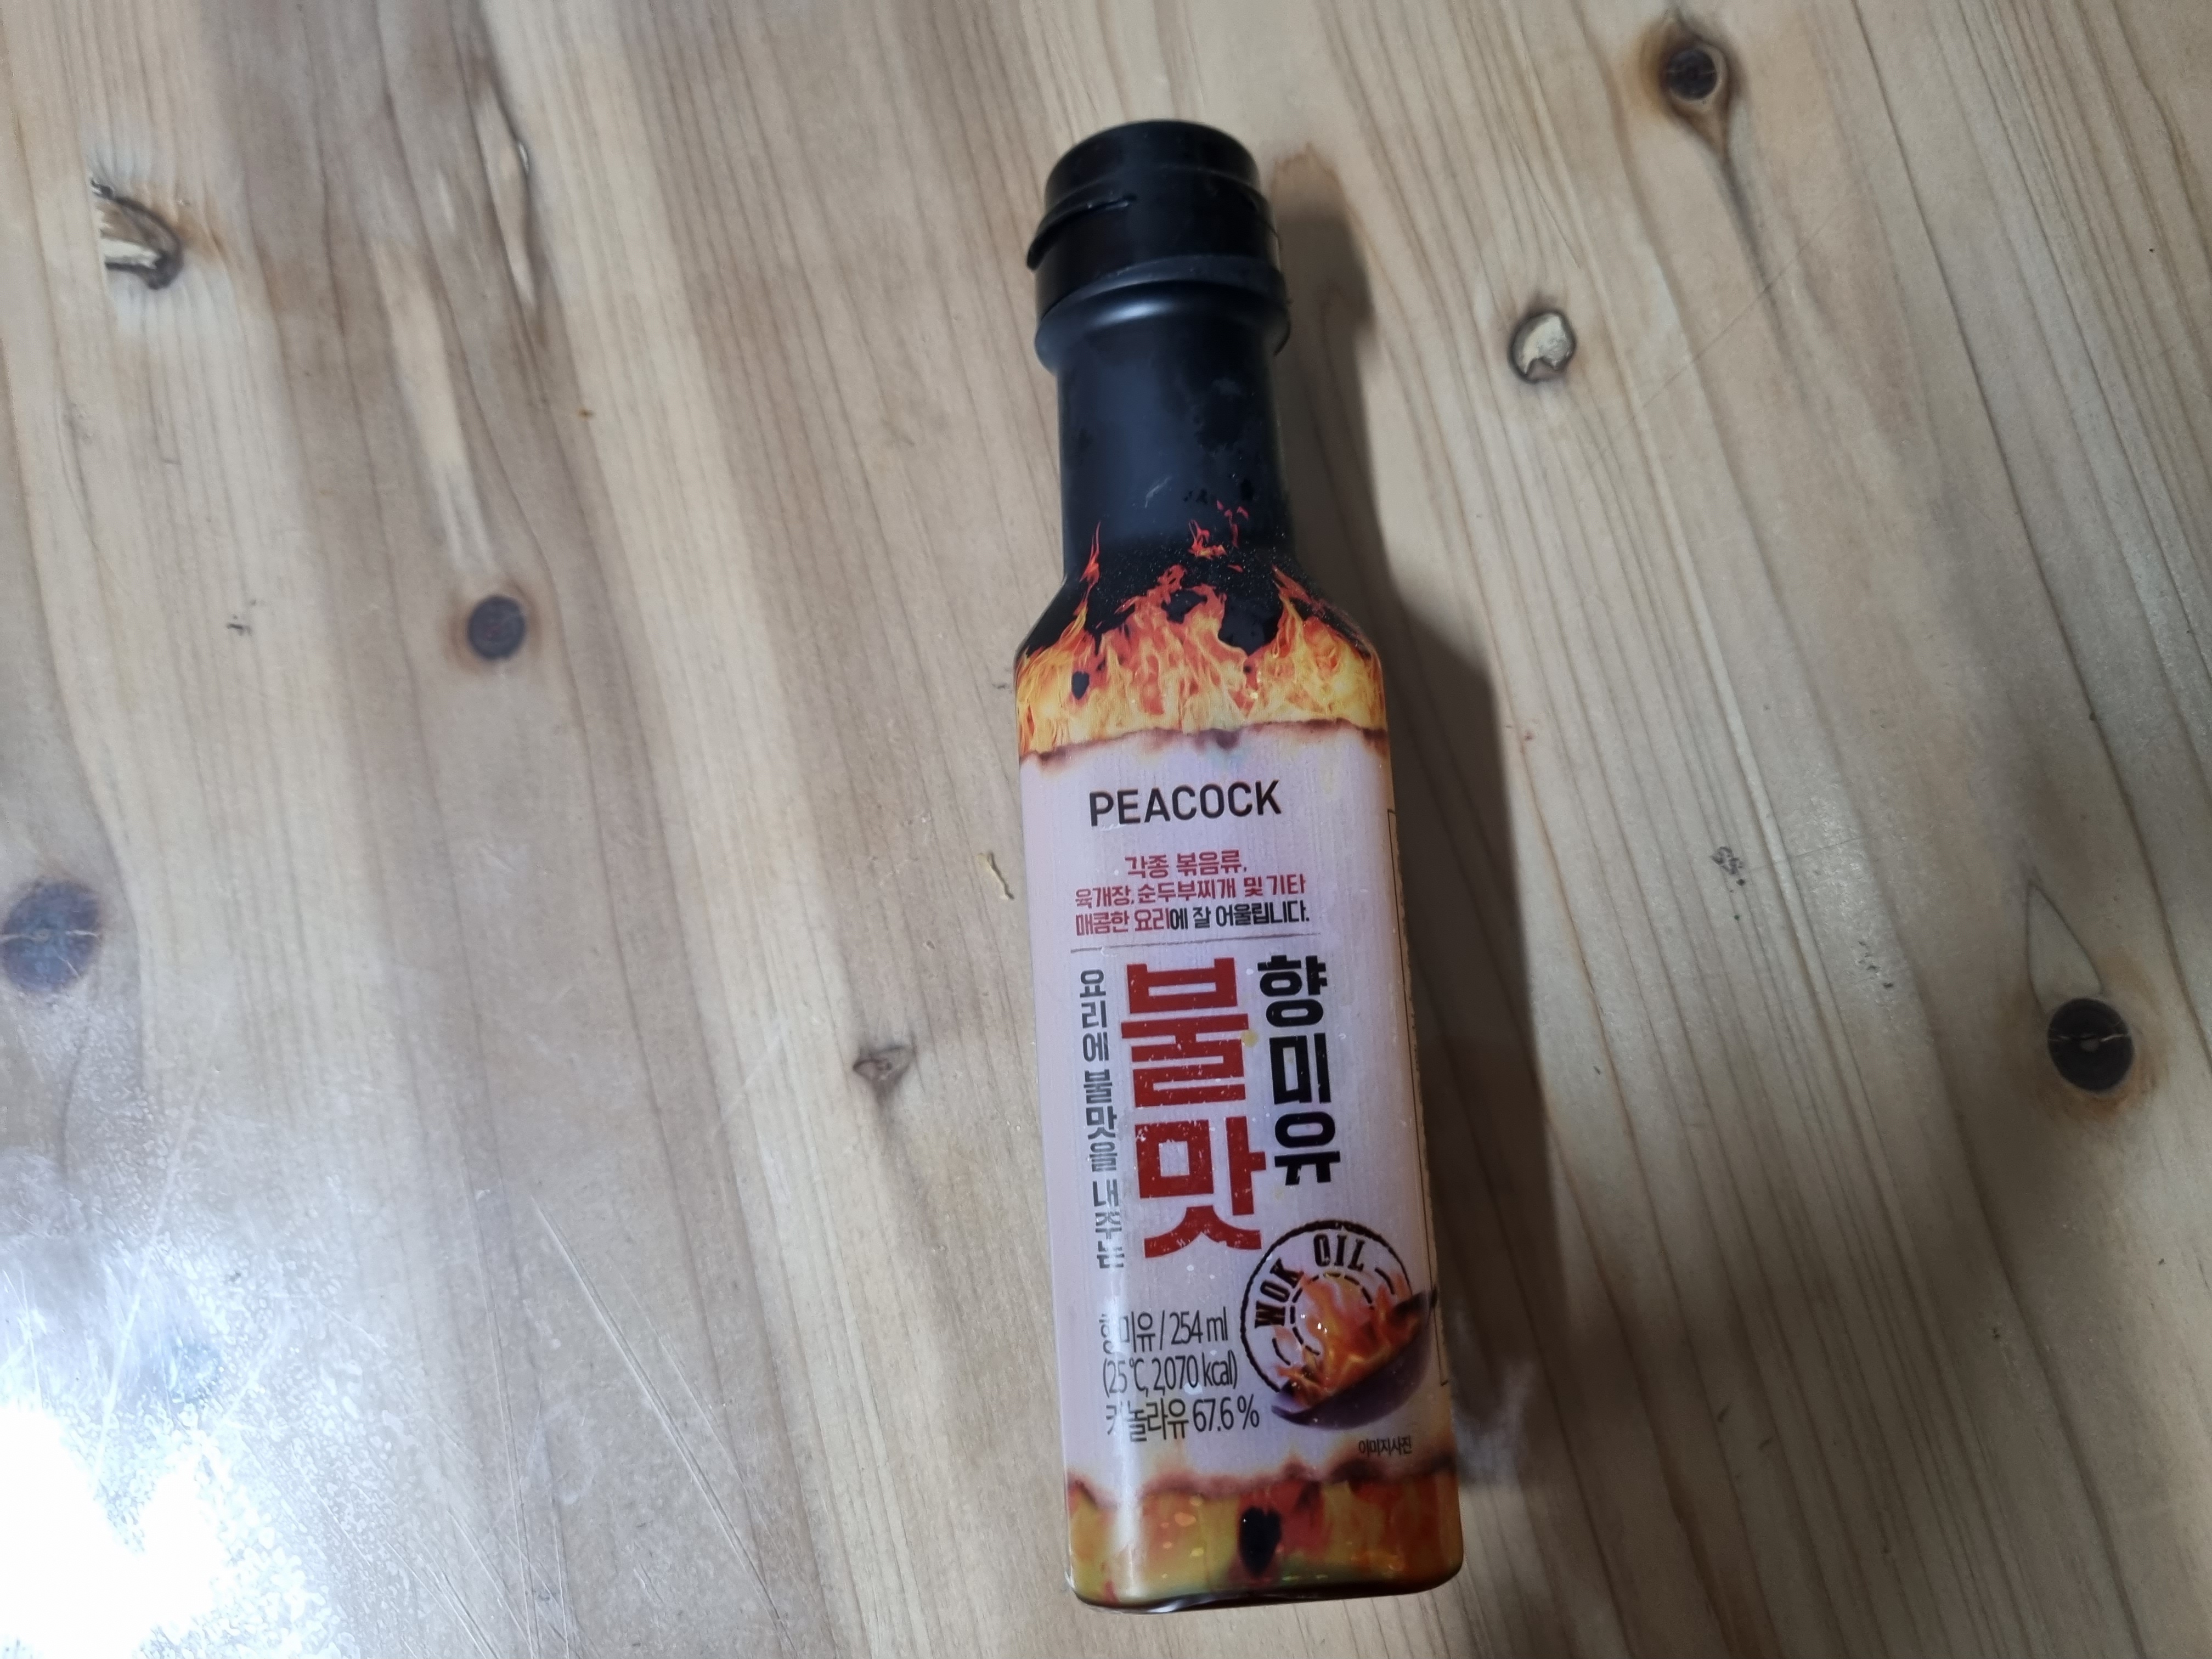 PEACOCK
각종 볶음류,
육개장, 순두부찌개 및 기타
매콤한 요리에 잘 어울립니다.
요리에 불맛을 내주는
불맛
향미유
WOK OIL
향미유 / 254 ml
(25 ℃, 2,070 kcal)
카놀라유 67.6 %
이미지사진